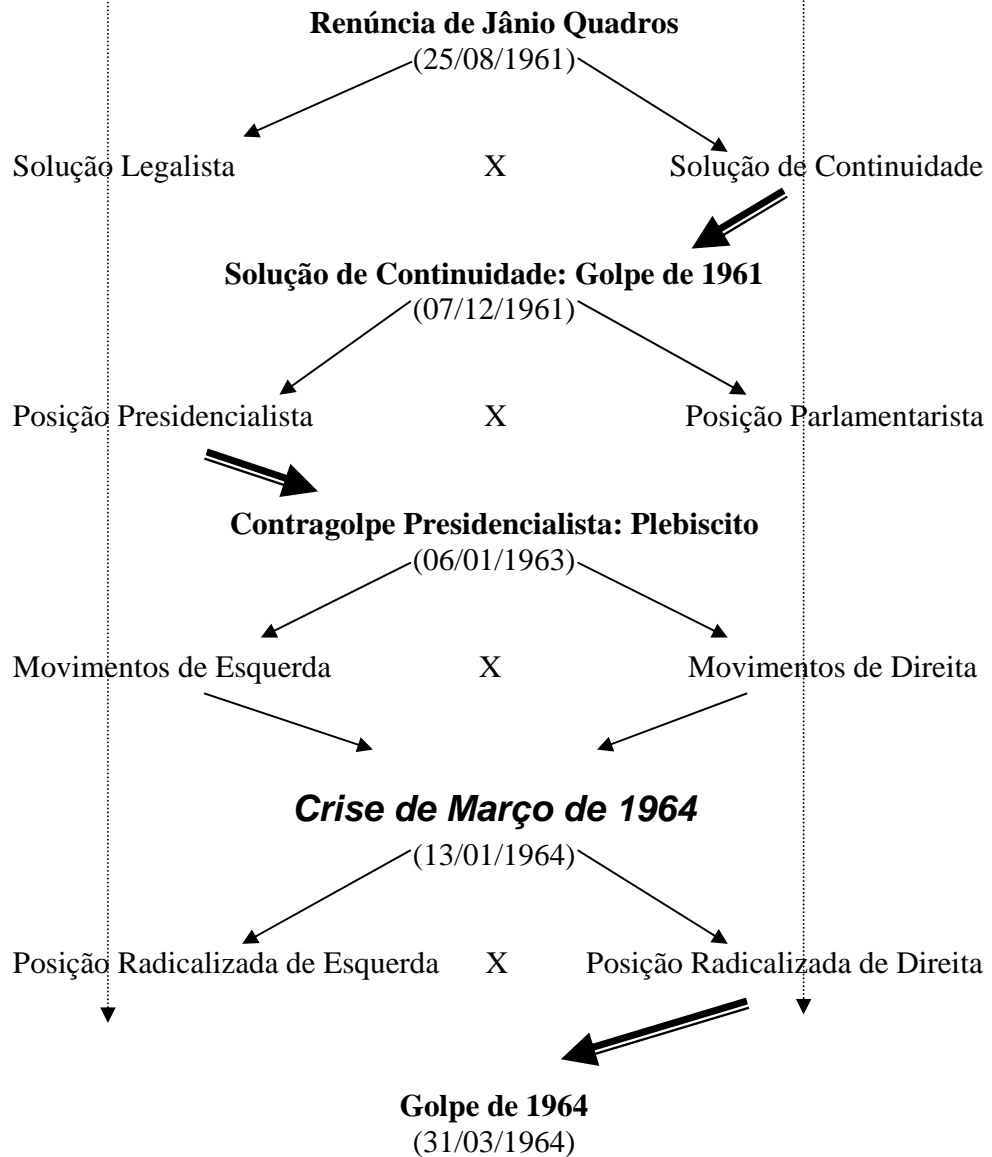 Renúncia de Jânio Quadros
(25/08/1961)
Solução Legalista X Solução de Continuidade
Solução de Continuidade: Golpe de 1961
(07/12/1961)
Posição Presidencialista X Posição Parlamentarista
Contragolpe Presidencialista: Plebiscito
(06/01/1963)
Movimentos de Esquerda X Movimentos de Direita
Crise de Março de 1964
(13/01/1964)
Posição Radicalizada de Esquerda X Posição Radicalizada de Direita
Golpe de 1964
(31/03/1964)